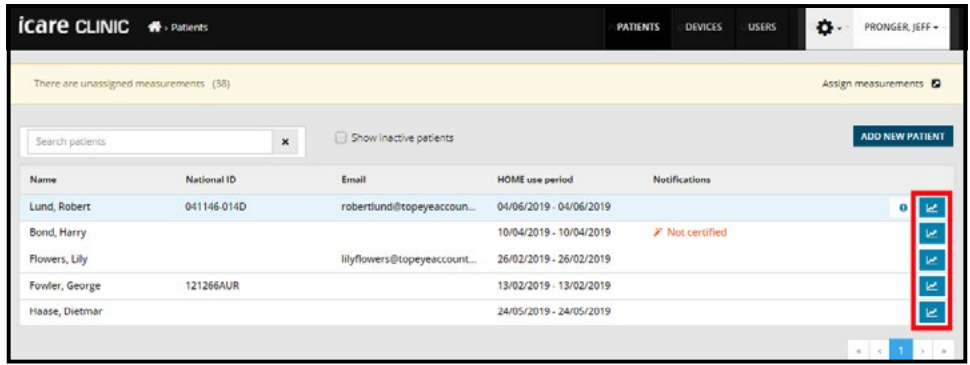 icare CLINIC › Patients PATIENTS DEVICES USERS PRONGER, JEFF
There are unassigned measurements (38) Assign measurements
Search patients × Show inactive patients ADD NEW PATIENT
Name National ID Email HOME use period Notifications
Lund, Robert 041146-014D robertlund@topeyeaccoun... 04/06/2019 - 04/06/2019
Bond, Harry 10/04/2019 - 10/04/2019 Not certified
Flowers, Lily lilyflowers@topeyeaccount... 26/02/2019 - 26/02/2019
Fowler, George 121266AUR 13/02/2019 - 13/02/2019
Haase, Dietmar 24/05/2019 - 24/05/2019
« ‹ 1 › »